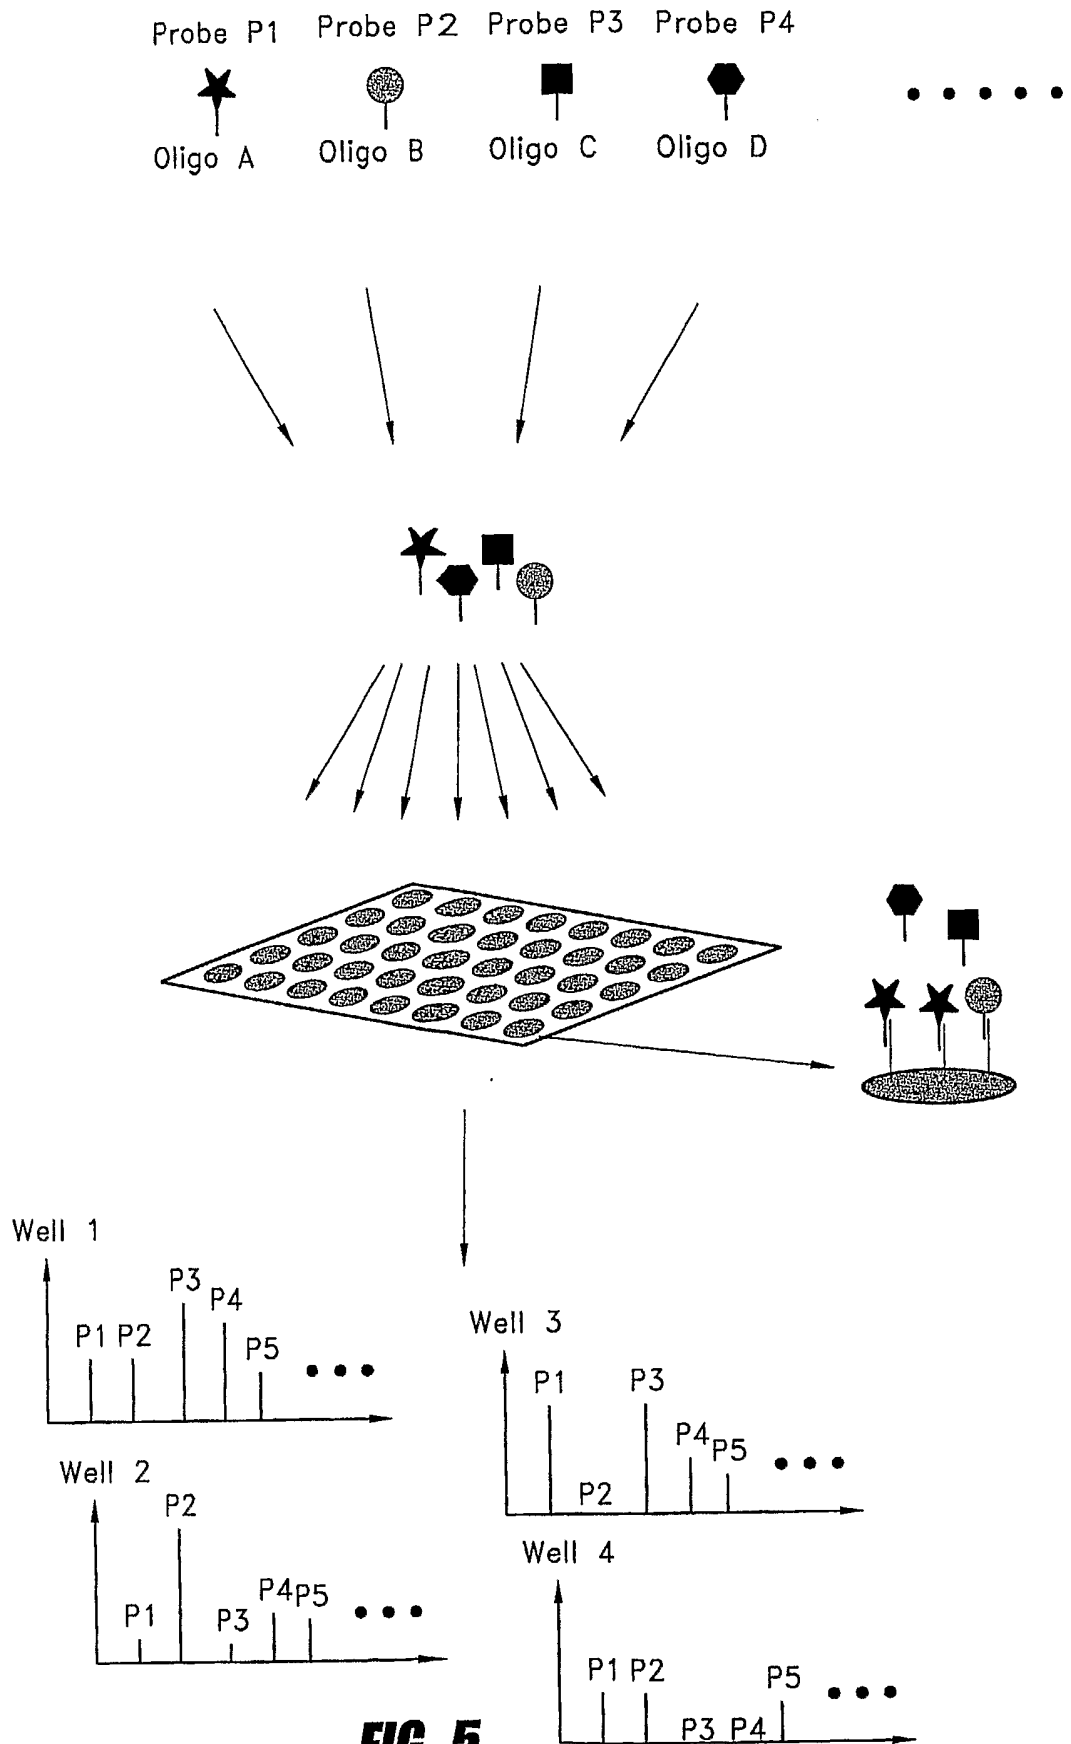 Probe P1 Probe P2 Probe P3 Probe P4
Oligo A Oligo B Oligo C Oligo D
Well 1
P1 P2 P3 P4 P5
Well 2
P1 P2 P3 P4 P5
Well 3
P1 P2 P3 P4 P5
Well 4
P1 P2 P3 P4 P5
FIG. 5